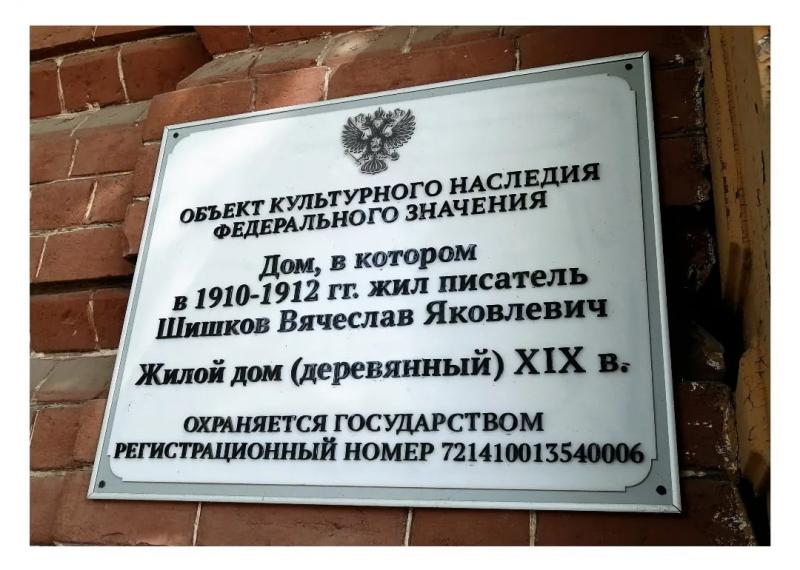 ОБЪЕКТ КУЛЬТУРНОГО НАСЛЕДИЯ
ФЕДЕРАЛЬНОГО ЗНАЧЕНИЯ
Дом, в котором
в 1910-1912 гг. жил писатель
Шишков Вячеслав Яковлевич
Жилой дом (деревянный) XIX в.
ОХРАНЯЕТСЯ ГОСУДАРСТВОМ
РЕГИСТРАЦИОННЫЙ НОМЕР 721410013540006